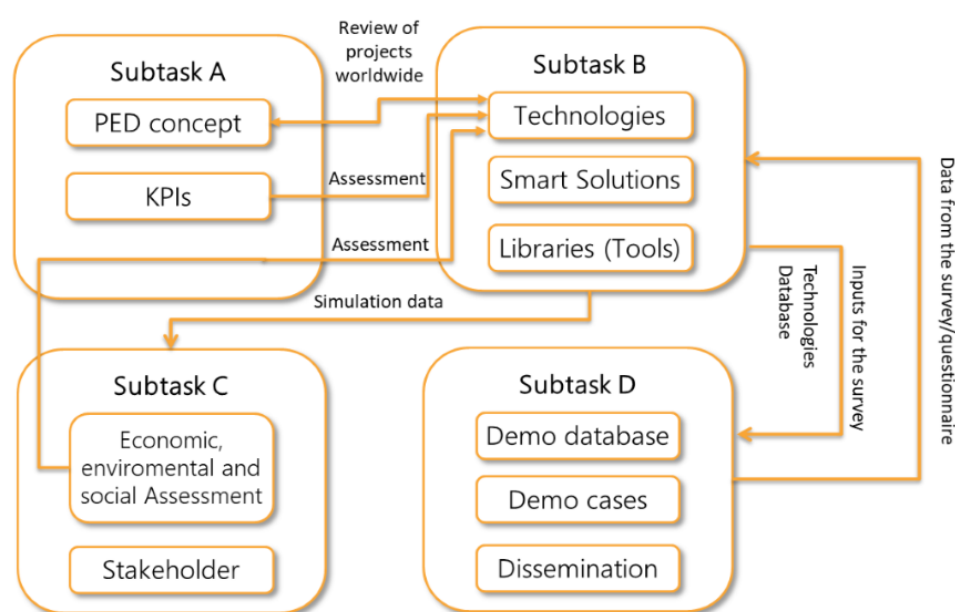 Review of
projects
worldwide
Subtask A
PED concept
KPIs
Assessment
Assessment
Simulation data
Subtask B
Technologies
Smart Solutions
Libraries (Tools)
Technologies
Database
Inputs for the survey
Data from the survey/questionnaire
Subtask C
Economic,
enviromental and
social Assessment
Stakeholder
Subtask D
Demo database
Demo cases
Dissemination